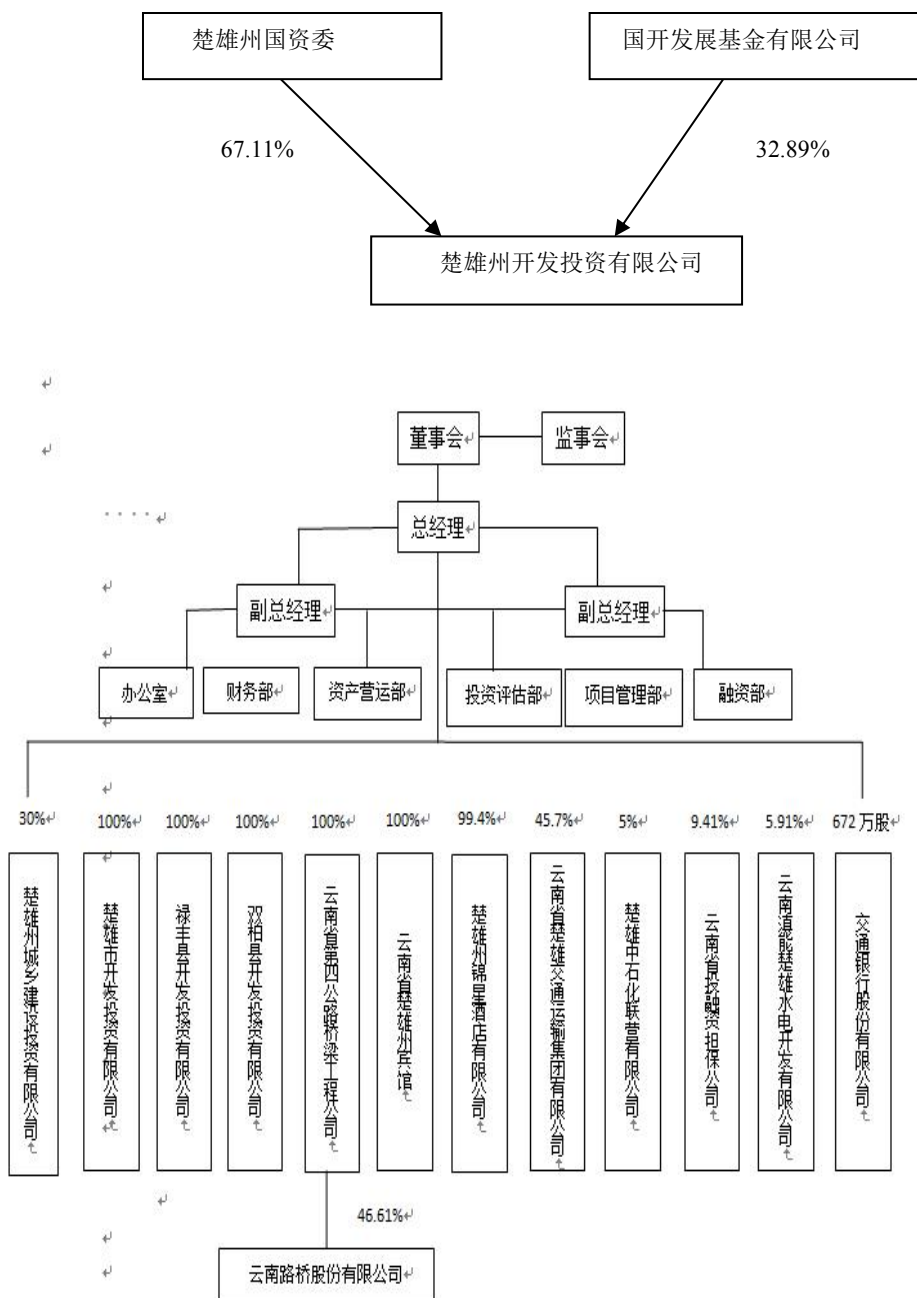 楚雄州国资委
国开发展基金有限公司
67.11%
32.89%
楚雄州开发投资有限公司
董事会
监事会
总经理
副总经理
副总经理
办公室
财务部
资产营运部
投资评估部
项目管理部
融资部
30%
100%
100%
100%
100%
100%
99.4%
45.7%
5%
9.41%
5.91%
672万股
楚雄州城乡建设投资有限公司
楚雄市开发投资有限公司
禄丰县开发投资有限公司
双柏县开发投资有限公司
云南省第四公路桥梁工程公司
云南省楚雄州宾馆
楚雄州锦星酒店有限公司
云南省楚雄交通运输集团有限公司
楚雄中石化联营有限公司
云南省投融资担保公司
云南滇能楚雄水电开发有限公司
交通银行股份有限公司
46.61%
云南路桥股份有限公司